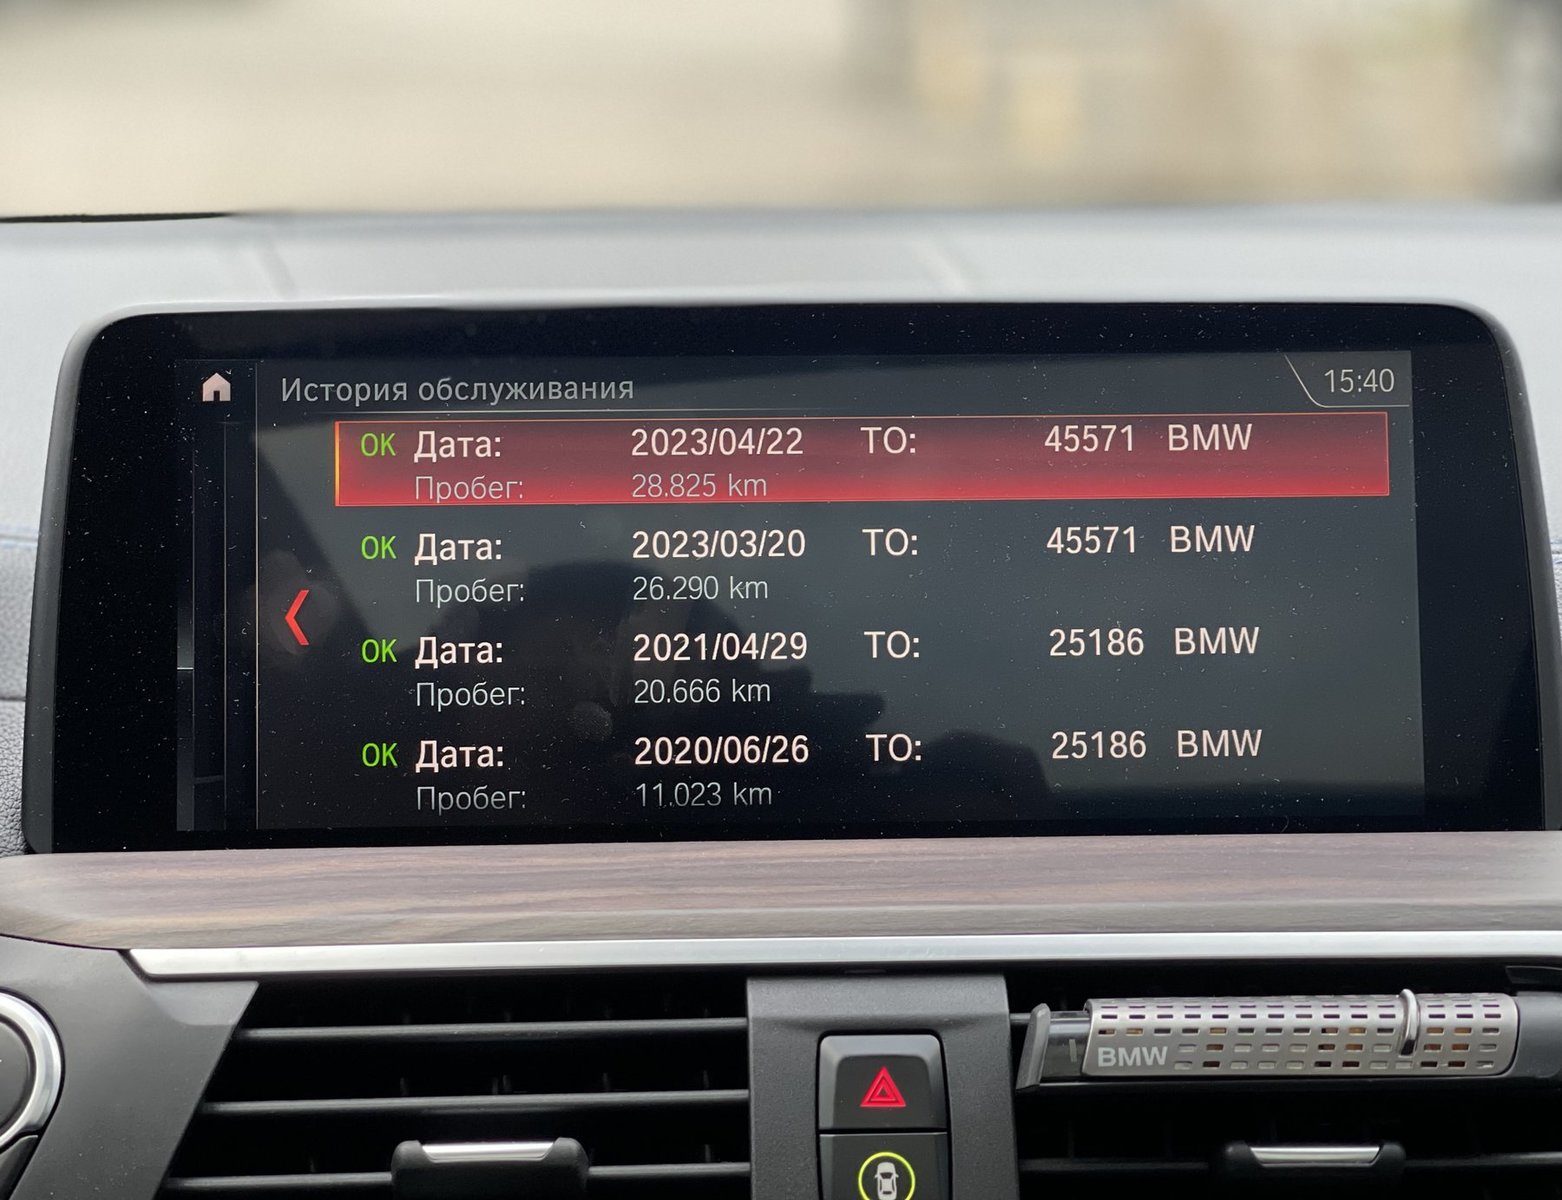 История обслуживания 15:40
OK Дата: 2023/04/22 ТО: 45571 BMW
Пробег: 28.825 km
OK Дата: 2023/03/20 ТО: 45571 BMW
Пробег: 26.290 km
OK Дата: 2021/04/29 ТО: 25186 BMW
Пробег: 20.666 km
OK Дата: 2020/06/26 ТО: 25186 BMW
Пробег: 11.023 km
BMW